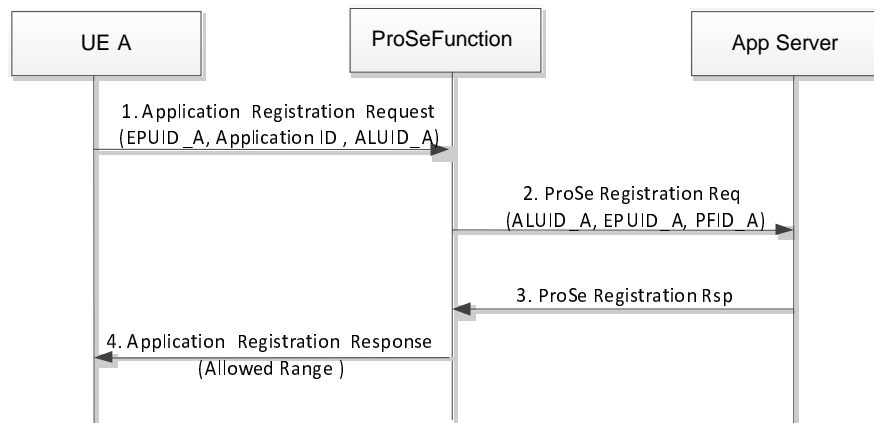 UE A
ProSeFunction
App Server
1. Application Registration Request
(EPUID_A, Application ID , ALUID_A)
2. ProSe Registration Req
(ALUID_A, EPUID_A, PFID_A)
3. ProSe Registration Rsp
4. Application Registration Response
(Allowed Range )